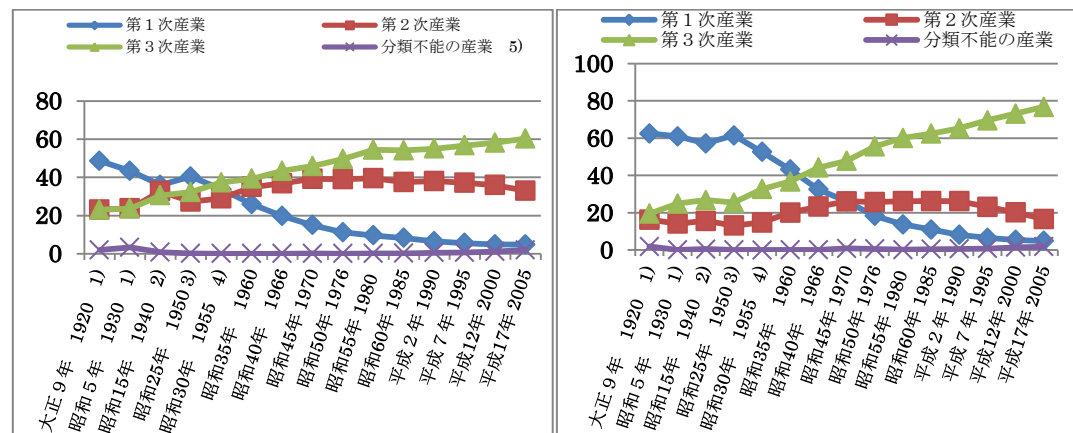 第１次産業
第２次産業
第３次産業
分類不能の産業 5)
80
60
40
20
0
大正９年 1920 1)
昭和５年 1930 1)
昭和15年 1940 2)
昭和25年 1950 3)
昭和30年 1955 4)
昭和35年 1960
昭和40年 1966
昭和45年 1970
昭和50年 1976
昭和55年 1980
昭和60年 1985
平成２年 1990
平成７年 1995
平成12年 2000
平成17年 2005
第１次産業
第２次産業
第３次産業
分類不能の産業
100
80
60
40
20
0
大正９年 1920 1)
昭和５年 1930 1)
昭和15年 1940 2)
昭和25年 1950 3)
昭和30年 1955 4)
昭和35年 1960
昭和40年 1966
昭和45年 1970
昭和50年 1976
昭和55年 1980
昭和60年 1985
平成２年 1990
平成７年 1995
平成12年 2000
平成17年 2005